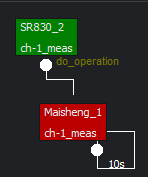 SR830_2
ch-1_meas
do_operation
Maisheng_1
ch-1_meas
10s